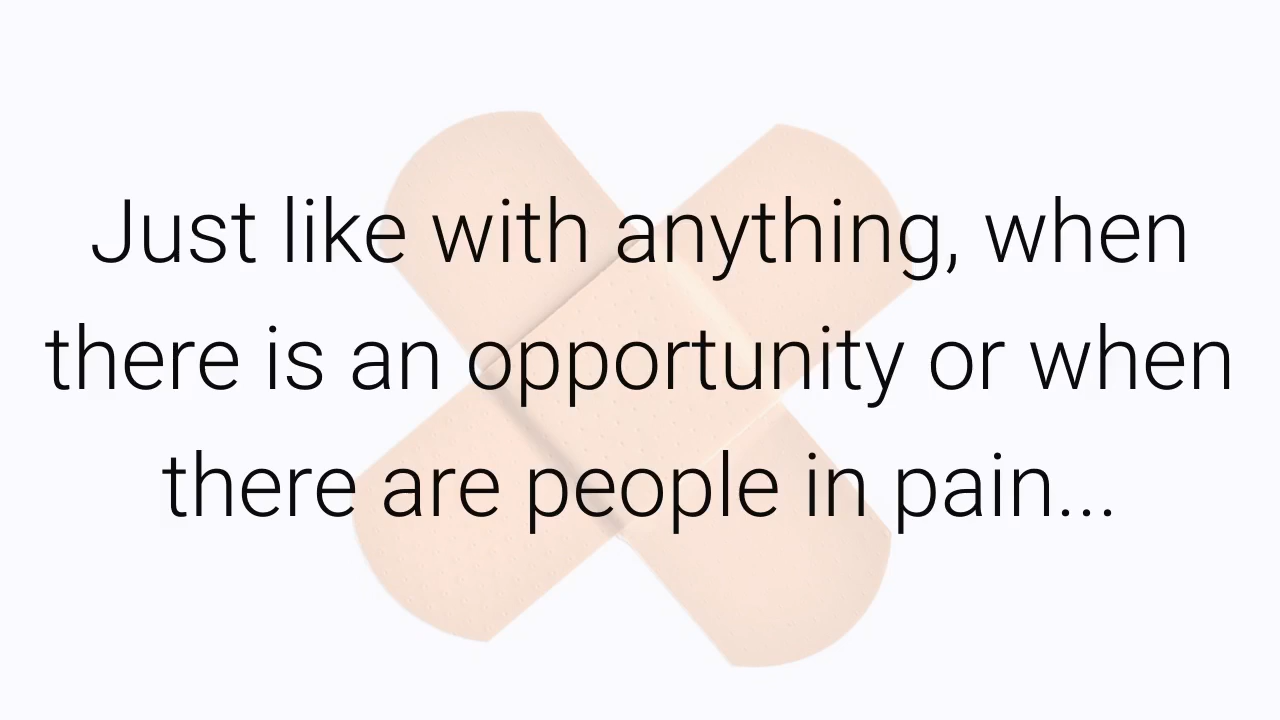 Just like with anything, when
there is an opportunity or when
there are people in pain...